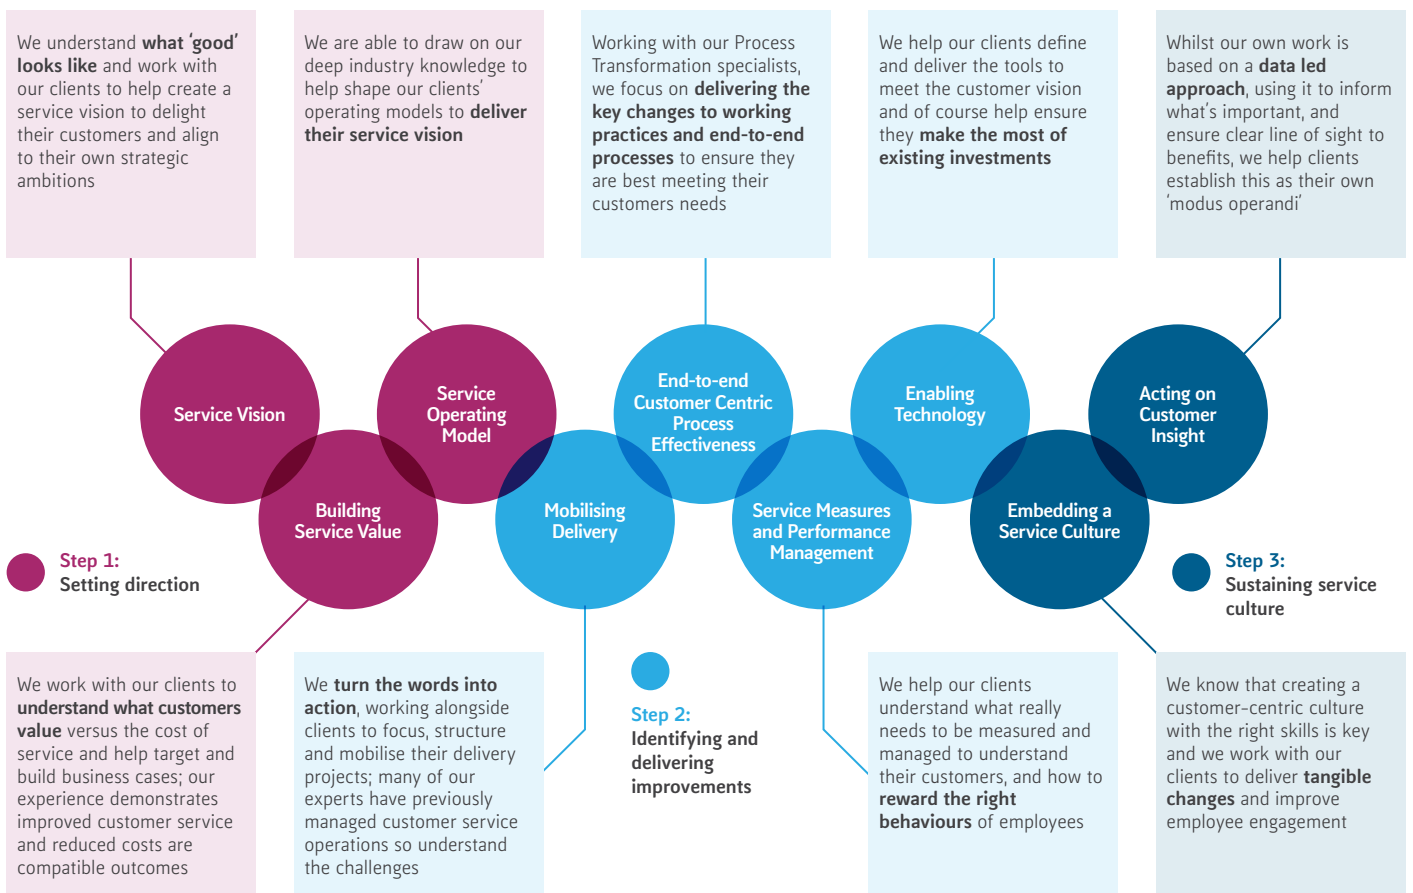 We understand what ‘good’
looks like and work with
our clients to help create a
service vision to delight
their customers and align
to their own strategic
ambitions
We are able to draw on our
deep industry knowledge to
help shape our clients’
operating models to deliver
their service vision
Working with our Process
Transformation specialists,
we focus on delivering the
key changes to working
practices and end-to-end
processes to ensure they
are best meeting their
customers needs
We help our clients define
and deliver the tools to
meet the customer vision
and of course help ensure
they make the most of
existing investments
Whilst our own work is
based on a data led
approach, using it to inform
what’s important, and
ensure clear line of sight to
benefits, we help clients
establish this as their own
‘modus operandi’
Service Vision
Service
Operating
Model
End-to-end
Customer Centric
Process
Effectiveness
Enabling
Technology
Acting on
Customer
Insight
Building
Service Value
Mobilising
Delivery
Service Measures
and Performance
Management
Embedding a
Service Culture
Step 1:
Setting direction
Step 3:
Sustaining service
culture
Step 2:
Identifying and
delivering
improvements
We work with our clients to
understand what customers
value versus the cost of
service and help target and
build business cases; our
experience demonstrates
improved customer service
and reduced costs are
compatible outcomes
We turn the words into
action, working alongside
clients to focus, structure
and mobilise their delivery
projects; many of our
experts have previously
managed customer service
operations so understand
the challenges
We help our clients
understand what really
needs to be measured and
managed to understand
their customers, and how to
reward the right
behaviours of employees
We know that creating a
customer-centric culture
with the right skills is key
and we work with our
clients to deliver tangible
changes and improve
employee engagement